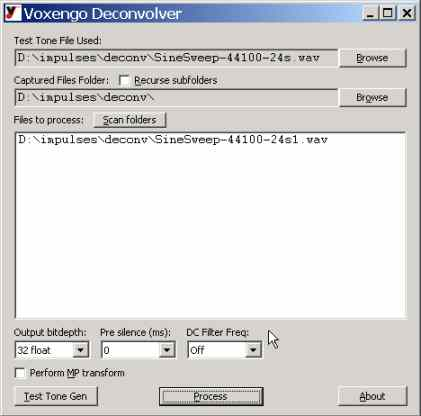 Voxengo Deconvolver
Test Tone File Used:
D:\impulses\deconv\SineSweep-44100-24s.wav Browse
Captured Files Folder: Recurse subfolders
D:\impulses\deconv\ Browse
Files to process: Scan folders
D:\impulses\deconv\SineSweep-44100-24s1.wav
Output bitdepth: Pre silence (ms): DC Filter Freq:
32 float 0 Off
Perform MP transform
Test Tone Gen Process About